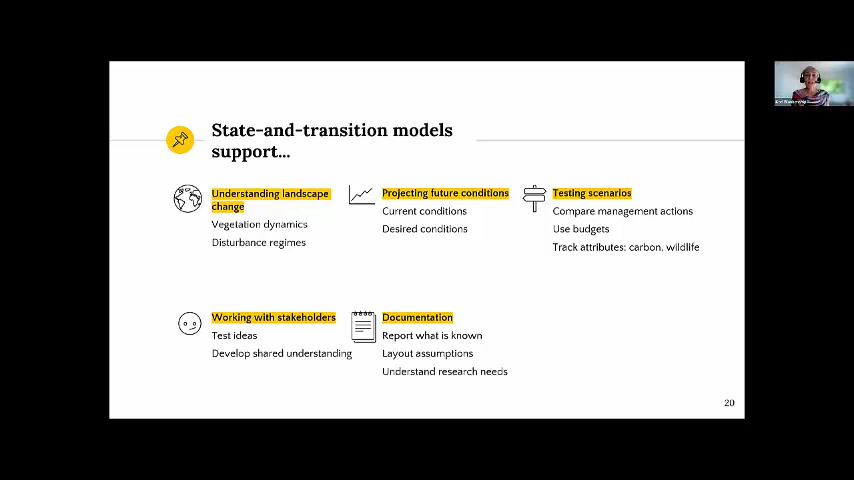 State-and-transition models
support...
Understanding landscape
change
Vegetation dynamics
Disturbance regimes
Projecting future conditions
Current conditions
Desired conditions
Testing scenarios
Compare management actions
Use budgets
Track attributes: carbon, wildlife
Working with stakeholders
Test ideas
Develop shared understanding
Documentation
Report what is known
Layout assumptions
Understand research needs
20